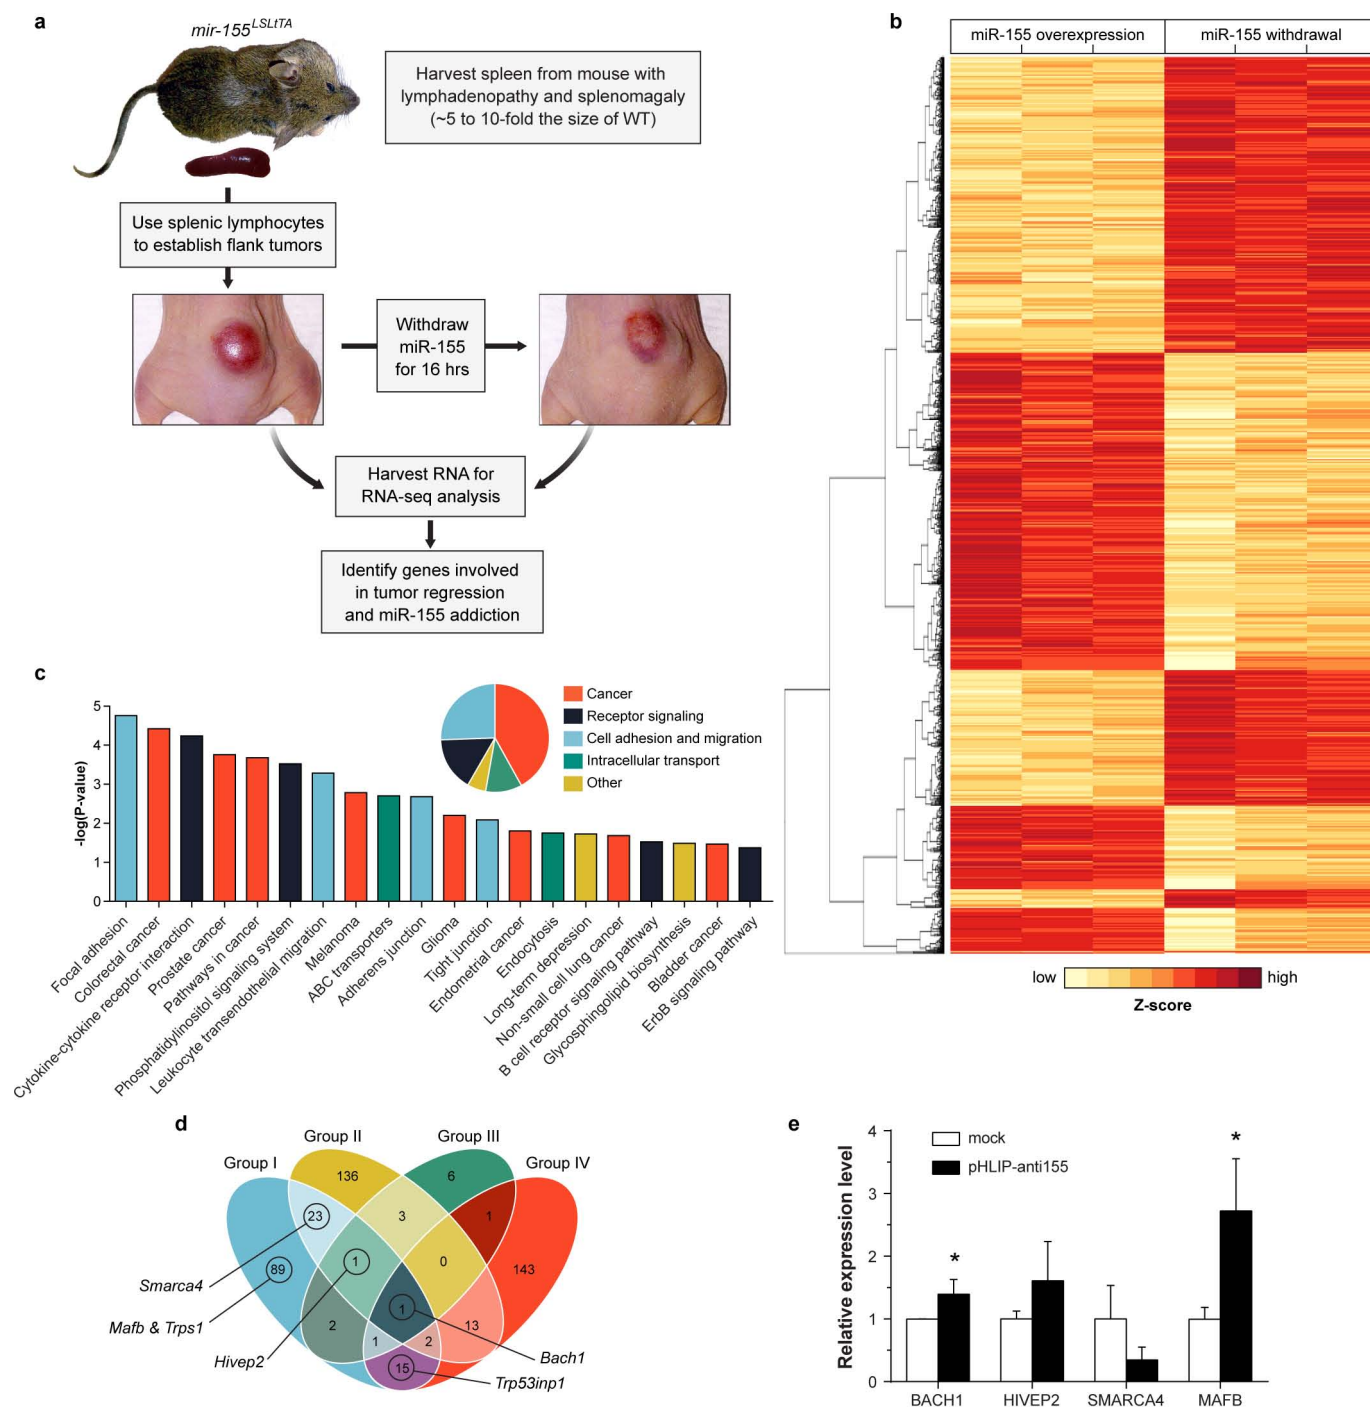 a
mir-155LSLtTA
Harvest spleen from mouse with
lymphadenopathy and splenomagaly
(~5 to 10-fold the size of WT)
Use splenic lymphocytes
to establish flank tumors
Withdraw
miR-155
for 16 hrs
Harvest RNA for
RNA-seq analysis
Identify genes involved
in tumor regression
and miR-155 addiction
b
miR-155 overexpression
miR-155 withdrawal
low
high
Z-score
c
-log(P-value)
5
4
3
2
1
0
Cancer
Receptor signaling
Cell adhesion and migration
Intracellular transport
Other
Focal adhesion
Colorectal cancer
Cytokine-cytokine receptor interaction
Prostate cancer
Pathways in cancer
Phosphatidylinositol signaling system
Leukocyte transendothelial migration
Melanoma
ABC transporters
Adherens junction
Glioma
Tight junction
Endometrial cancer
Endocytosis
Long-term depression
Non-small cell lung cancer
B cell receptor signaling pathway
Glycosphingolipid biosynthesis
Bladder cancer
ErbB signaling pathway
d
Group I
Group II
Group III
Group IV
136
6
23
3
1
89
1
0
143
1
2
13
1
2
15
Smarca4
Mafb & Trps1
Hivep2
Bach1
Trp53inp1
e
Relative expression level
4
3
2
1
0
mock
pHLIP-anti155
*
*
BACH1
HIVEP2
SMARCA4
MAFB